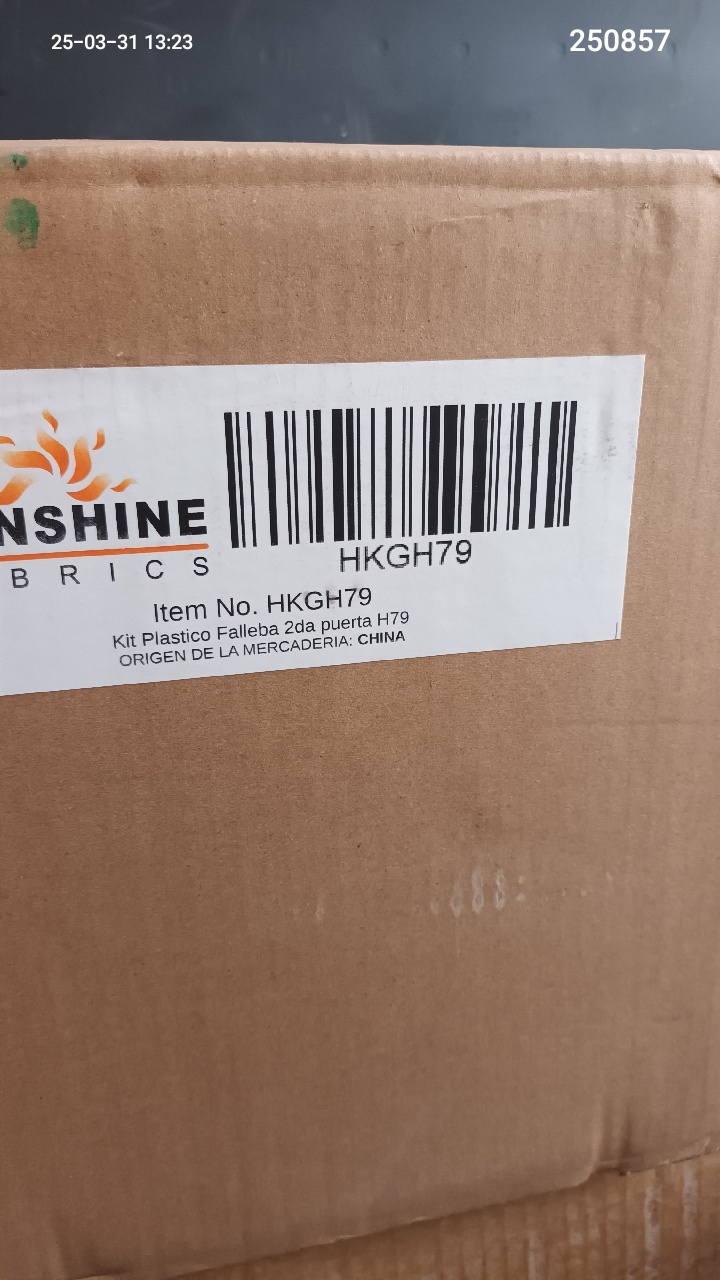 25-03-31 13:23
250857
NSHINE
BRICS
HKGH79
Item No. HKGH79
Kit Plastico Falleba 2da puerta H79
ORIGEN DE LA MERCADERIA: CHINA